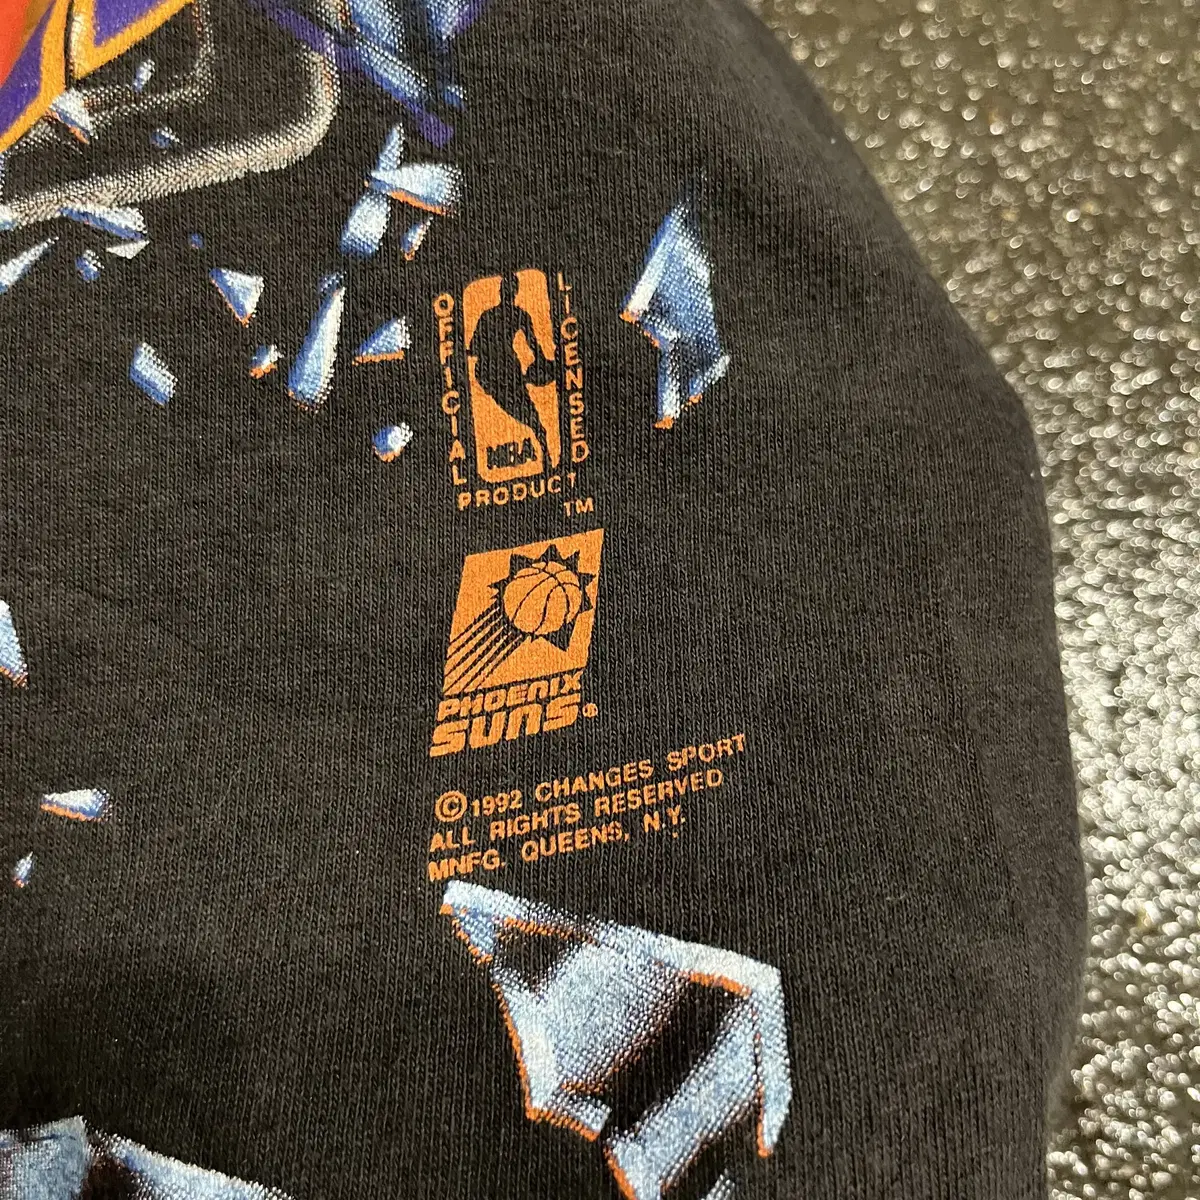 OFFICIAL
LICENSED
NBA
PRODUCT
TM
PHOENIX
SUNS®
©1992 CHANGES SPORT
ALL RIGHTS RESERVED
MNFG. QUEENS, N.Y.